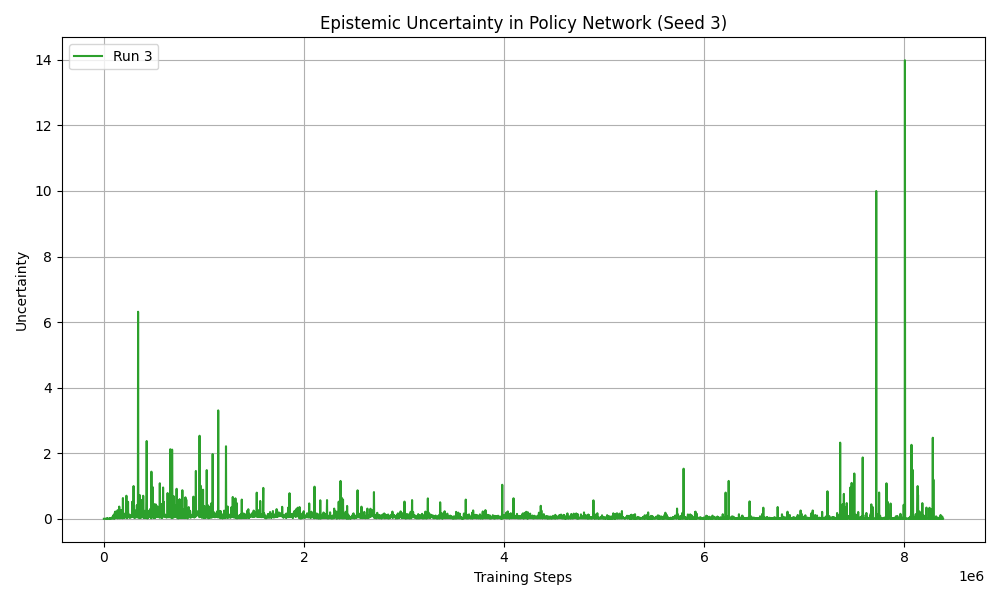 Epistemic Uncertainty in Policy Network (Seed 3)
Run 3
Uncertainty
14
12
10
8
6
4
2
0
0 2 4 6 8
1e6
Training Steps